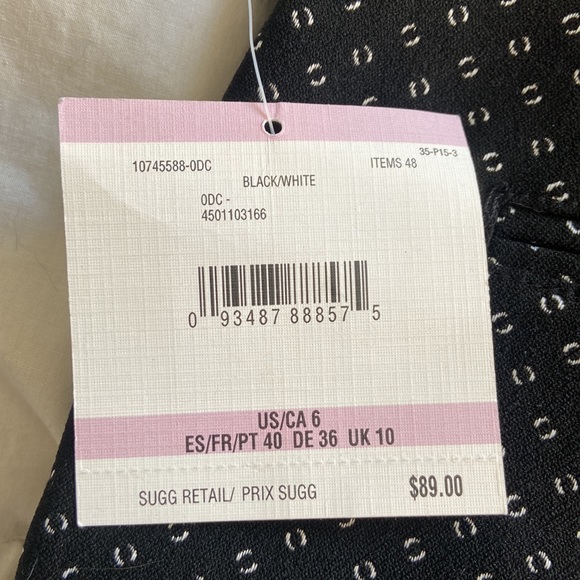 35-P15-3
10745588-0DC ITEMS 48
BLACK/WHITE
0DC -
4501103166
0 93487 88857 5
US/CA 6
ES/FR/PT 40 DE 36 UK 10
SUGG RETAIL/ PRIX SUGG $89.00